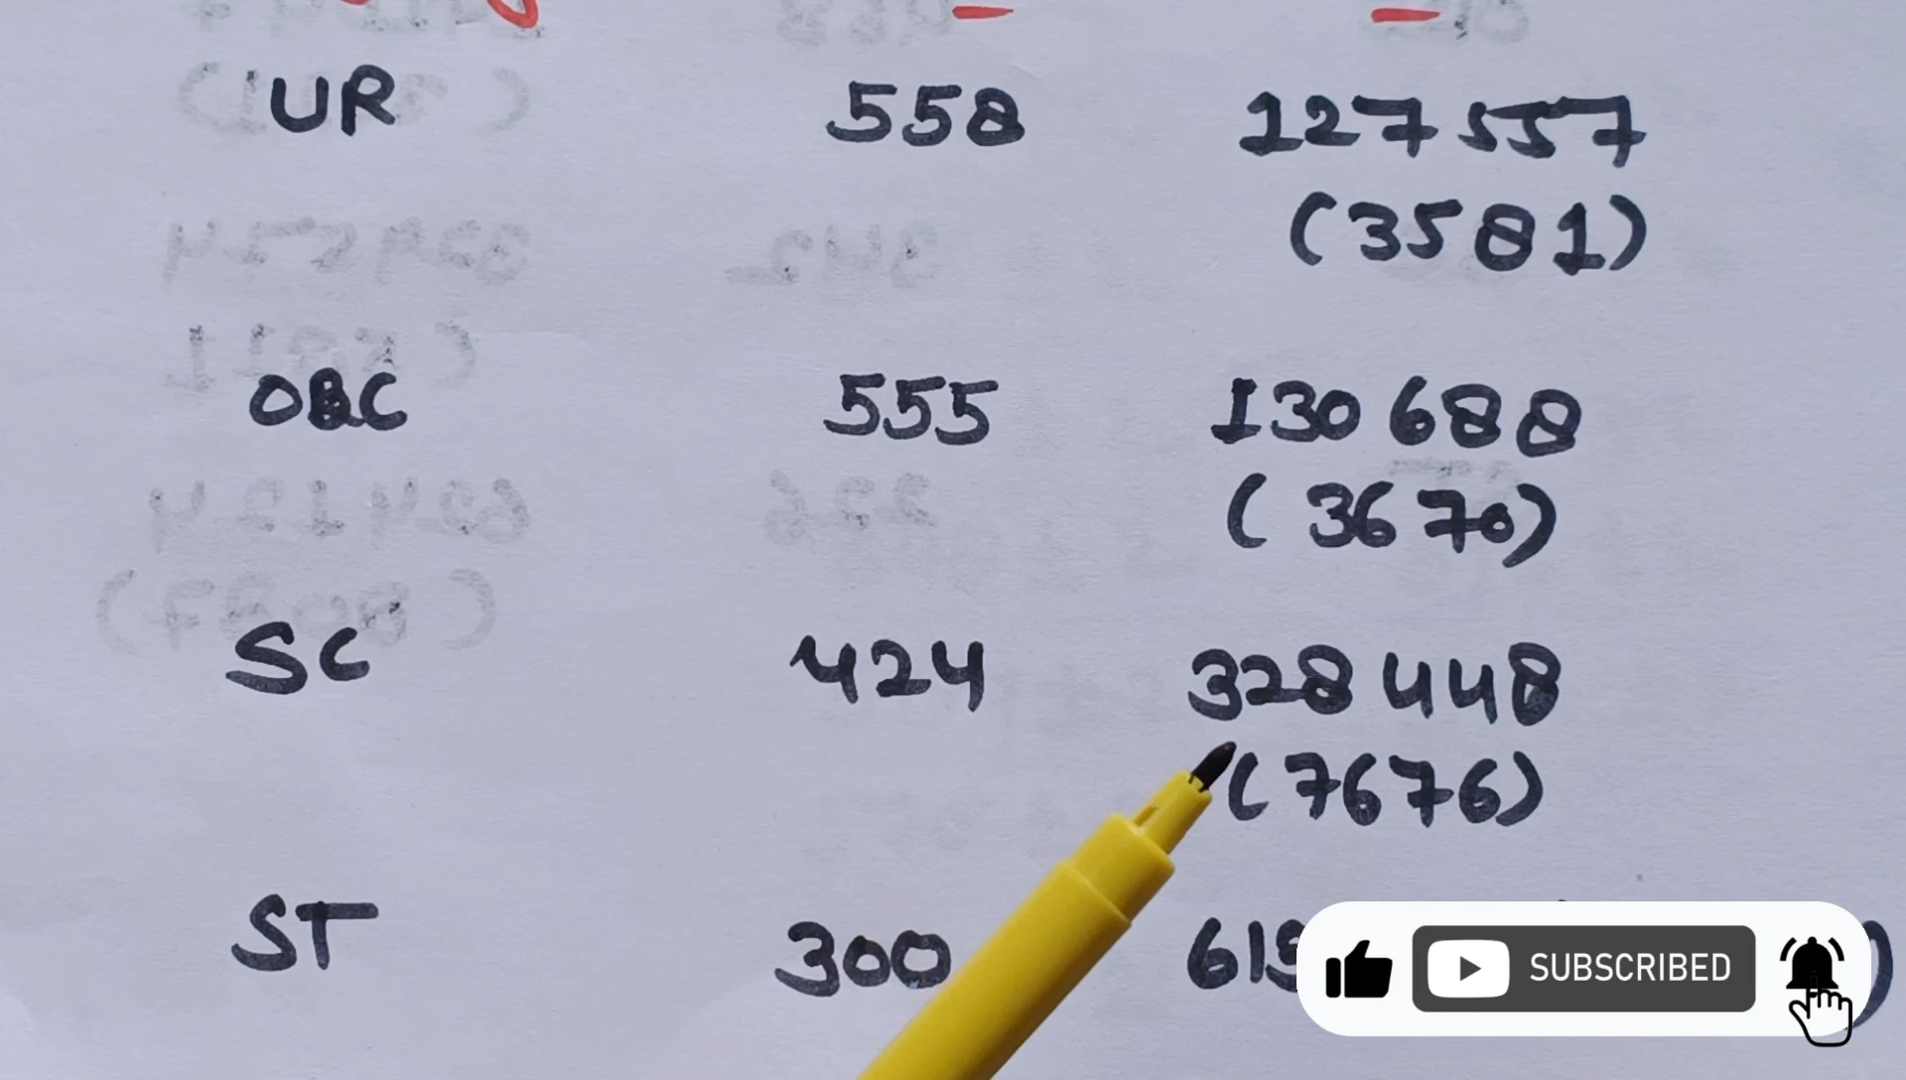 UR 558 127557
(3581)
OBC 555 130688
(3670)
SC 424 328448
(7676)
ST 300
SUBSCRIBED